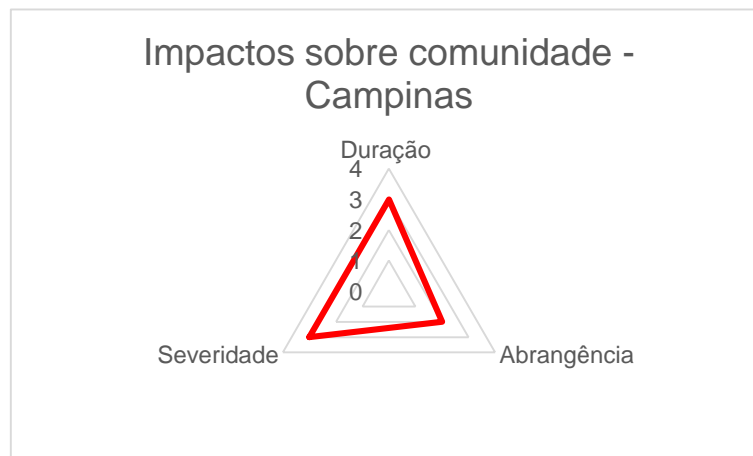 Impactos sobre comunidade -
Campinas
Duração
4
3
2
1
0
Severidade
Abrangência